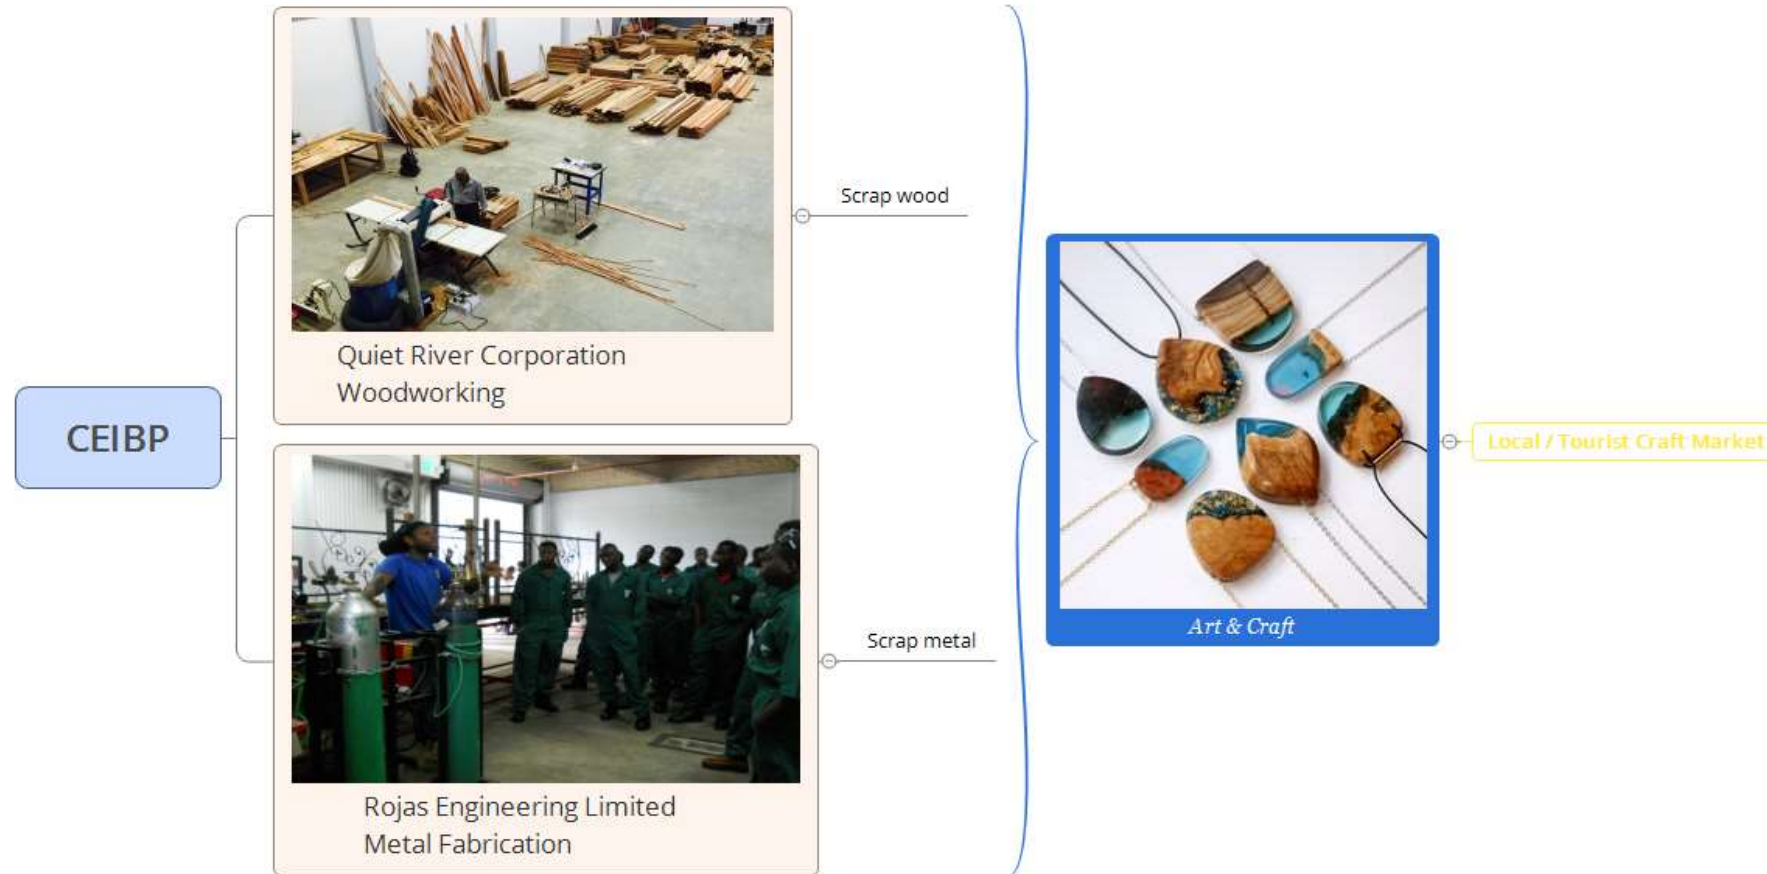 CEIBP
Quiet River Corporation
Woodworking
Scrap wood
Rojas Engineering Limited
Metal Fabrication
Scrap metal
Art & Craft
Local / Tourist Craft Market